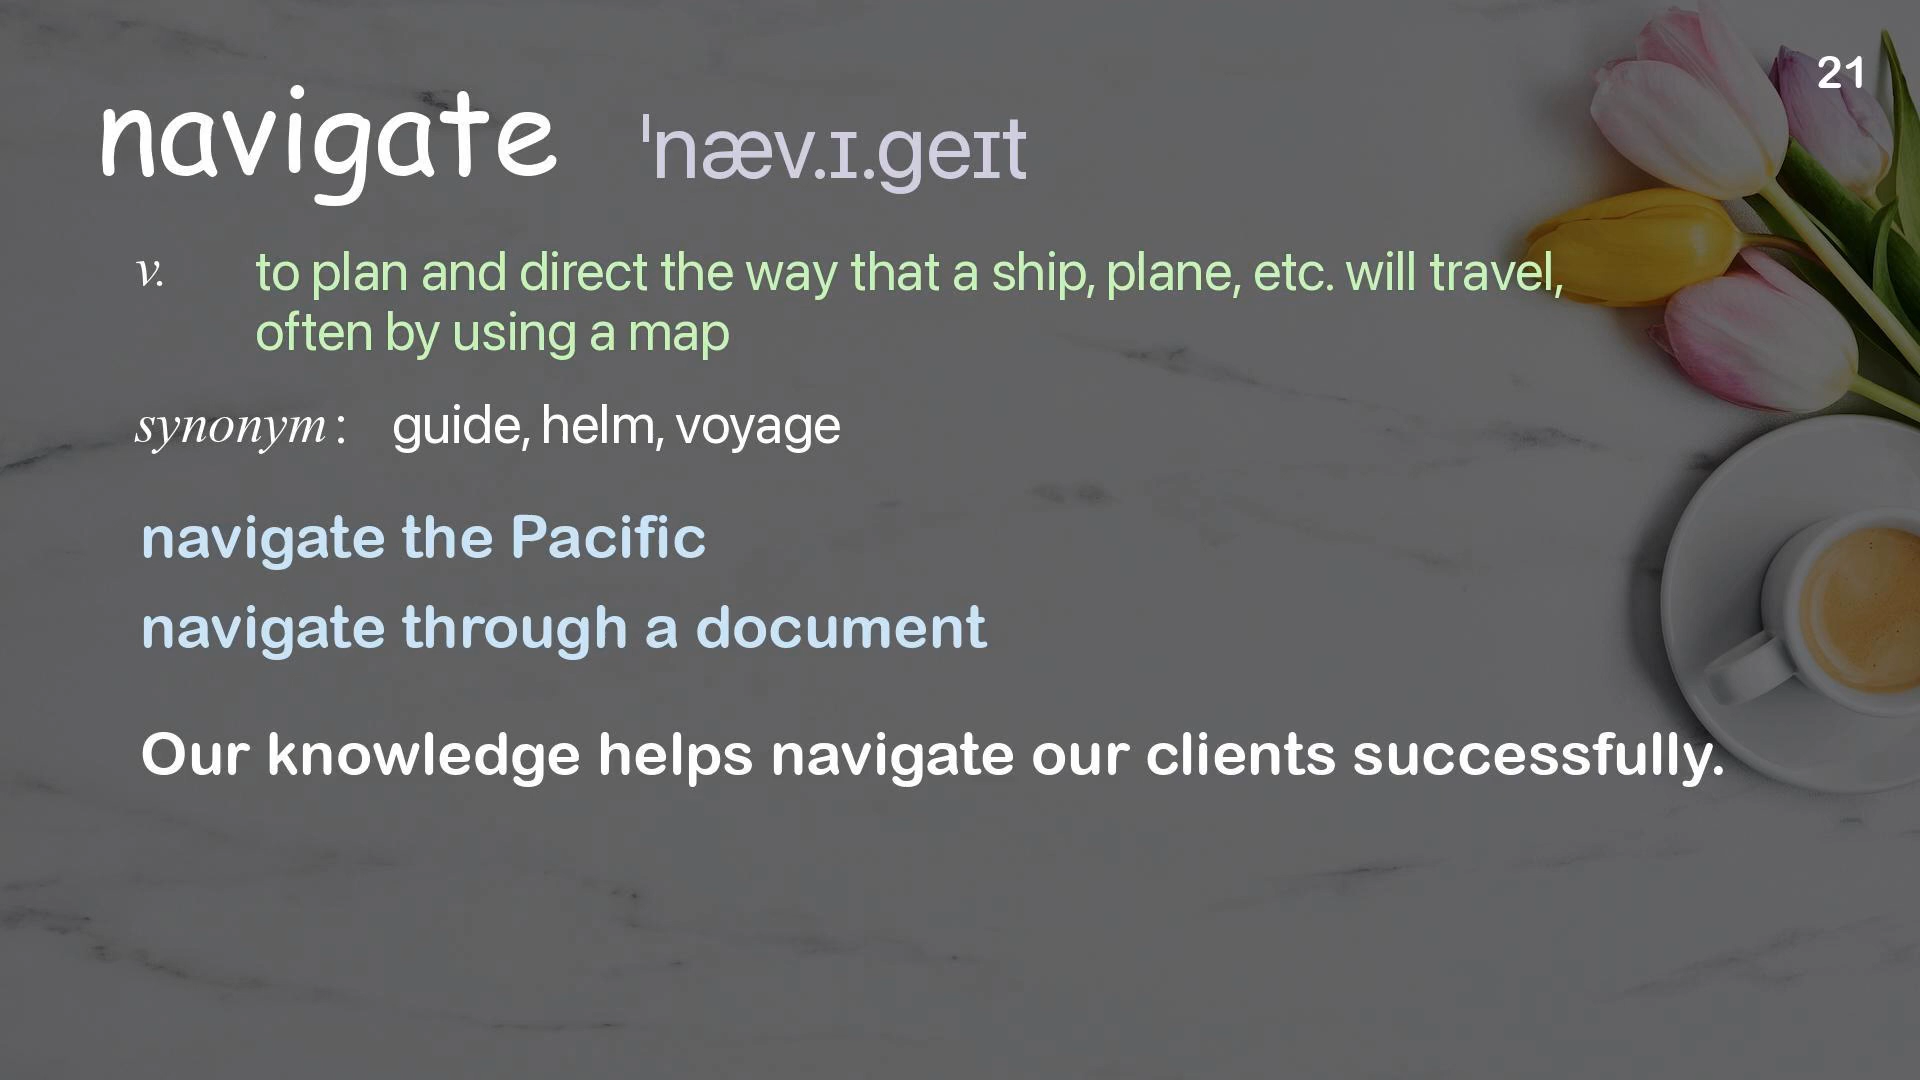 21
navigate ˈnæv.ɪ.geɪt
v. to plan and direct the way that a ship, plane, etc. will travel,
often by using a map
synonym: guide, helm, voyage
navigate the Pacific
navigate through a document
Our knowledge helps navigate our clients successfully.